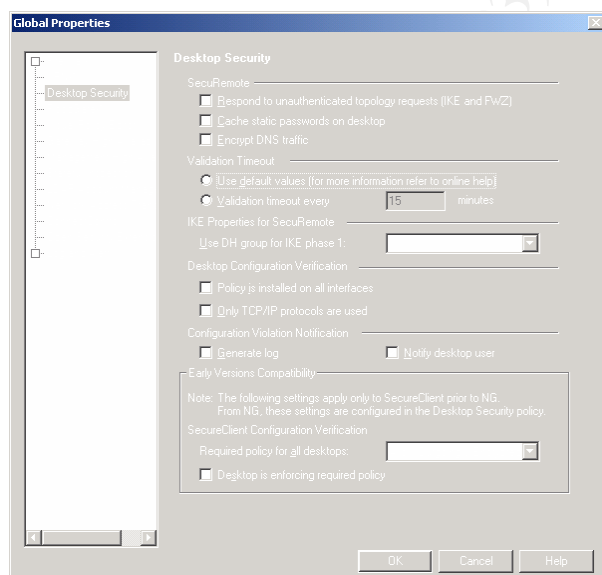 Global Properties
Desktop Security
Desktop Security
SecuRemote
Respond to unauthenticated topology requests (IKE and FWZ)
Cache static passwords on desktop
Encrypt DNS traffic
Validation Timeout
Use default values (for more information refer to online help)
Validation timeout every 15 minutes
IKE Properties for SecuRemote
Use DH group for IKE phase 1:
Desktop Configuration Verification
Policy is installed on all interfaces
Only TCP/IP protocols are used
Configuration Violation Notification
Generate log Notify desktop user
Early Versions Compatibility
Note: The following settings apply only to SecureClient prior to NG.
From NG, these settings are configured in the Desktop Security policy.
SecureClient Configuration Verification
Required policy for all desktops:
Desktop is enforcing required policy
OK Cancel Help